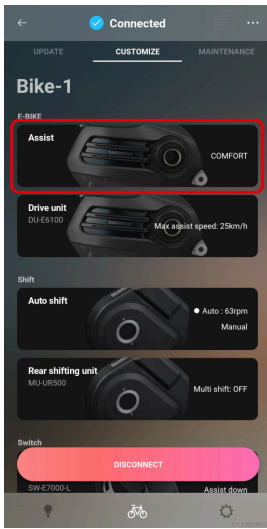 Connected
UPDATE CUSTOMIZE MAINTENANCE
Bike-1
E-BIKE
Assist
COMFORT
Drive unit
DU-E6100
Max assist speed: 25km/h
Shift
Auto shift
Auto : 63rpm
Manual
Rear shifting unit
MU-UR500
Multi shift: OFF
Switch
DISCONNECT
SW-E7000-L
Assist down